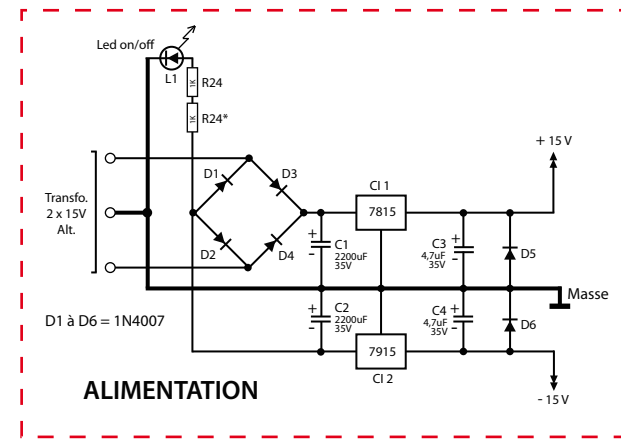 Led on/off
L1
1K
R24
1K
R24*
+ 15 V
D1
D3
CI 1
7815
Transfo.
2 x 15V
Alt.
D2
D4
+
-
C1
2200uF
35V
+
-
C3
4,7uF
35V
D5
Masse
+
-
C2
2200uF
35V
+
-
C4
4,7uF
35V
D6
D1 à D6 = 1N4007
7915
CI 2
ALIMENTATION
- 15 V